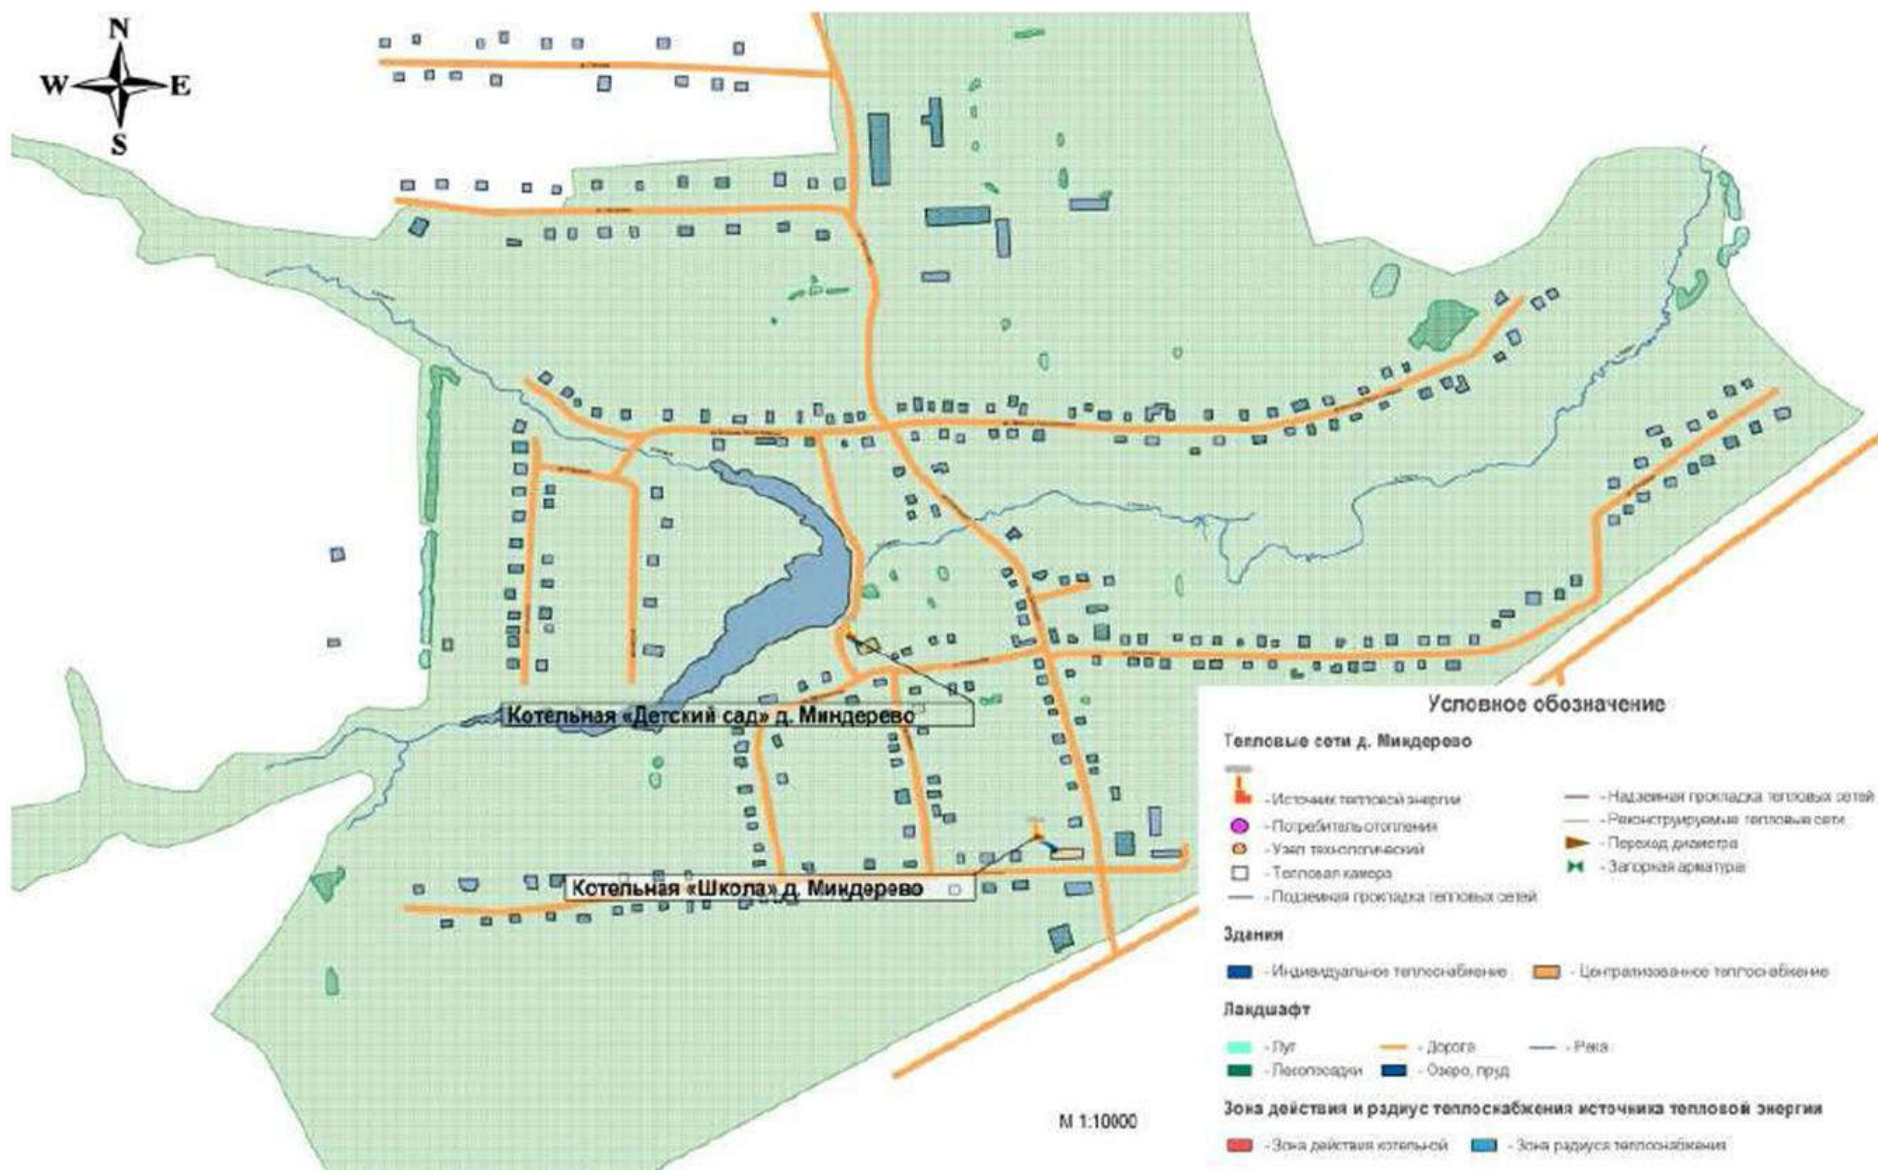 N
W
E
S
Котельная «Детский сад» д. Миндерево
Котельная «Школа» д. Миндерево
М 1:10000
Условное обозначение
Тепловые сети д. Миндерево
- Источник тепловой энергии
- Потребитель отопления
- Узел технологический
- Тепловая камера
- Подземная прокладка тепловых сетей
- Надземная прокладка тепловых сетей
- Реконструируемые тепловые сети
- Переход диаметра
- Запорная арматура
Здания
- Индивидуальное теплоснабжение
- Централизованное теплоснабжение
Ландшафт
- Луг
- Дорога
- Река
- Лесопосадки
- Озеро, пруд
Зона действия и радиус теплоснабжения источника тепловой энергии
- Зона действия котельной
- Зона радиуса теплоснабжения